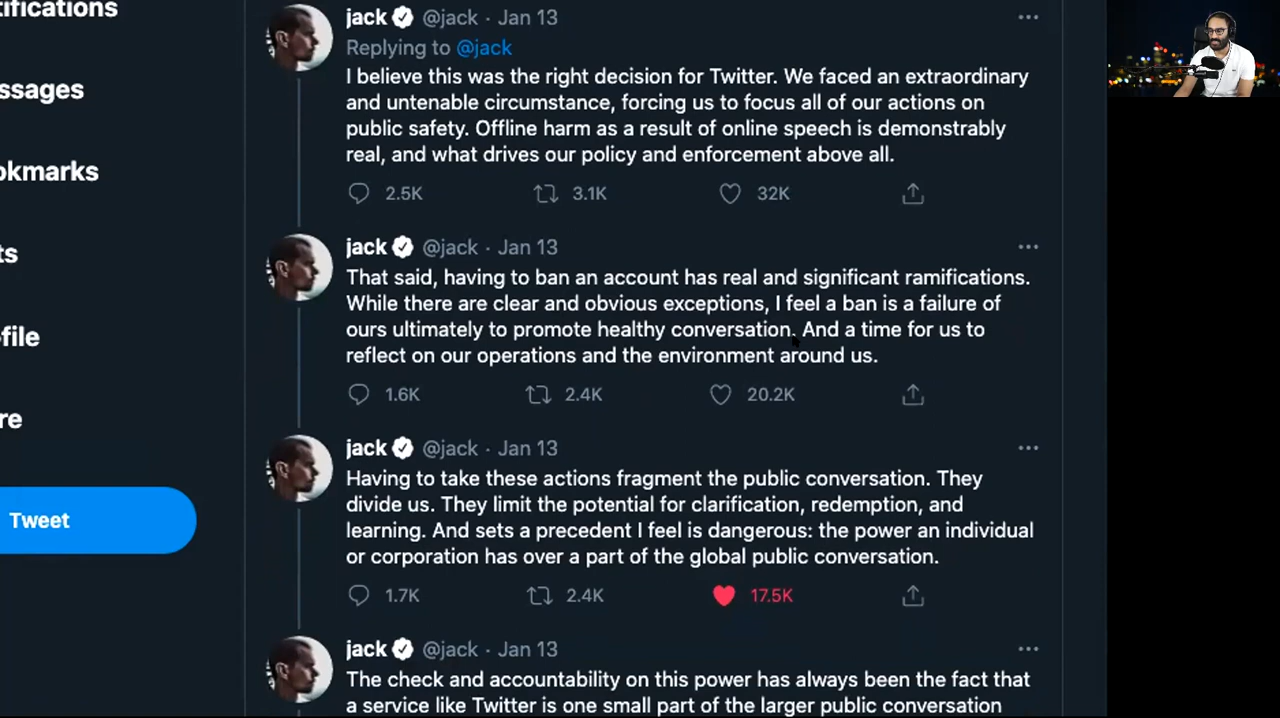 tifications
ssages
okmarks
ts
file
re
Tweet
jack @jack · Jan 13
Replying to @jack
I believe this was the right decision for Twitter. We faced an extraordinary
and untenable circumstance, forcing us to focus all of our actions on
public safety. Offline harm as a result of online speech is demonstrably
real, and what drives our policy and enforcement above all.
2.5K 3.1K 32K
jack @jack · Jan 13
That said, having to ban an account has real and significant ramifications.
While there are clear and obvious exceptions, I feel a ban is a failure of
ours ultimately to promote healthy conversation. And a time for us to
reflect on our operations and the environment around us.
1.6K 2.4K 20.2K
jack @jack · Jan 13
Having to take these actions fragment the public conversation. They
divide us. They limit the potential for clarification, redemption, and
learning. And sets a precedent I feel is dangerous: the power an individual
or corporation has over a part of the global public conversation.
1.7K 2.4K 17.5K
jack @jack · Jan 13
The check and accountability on this power has always been the fact that
a service like Twitter is one small part of the larger public conversation